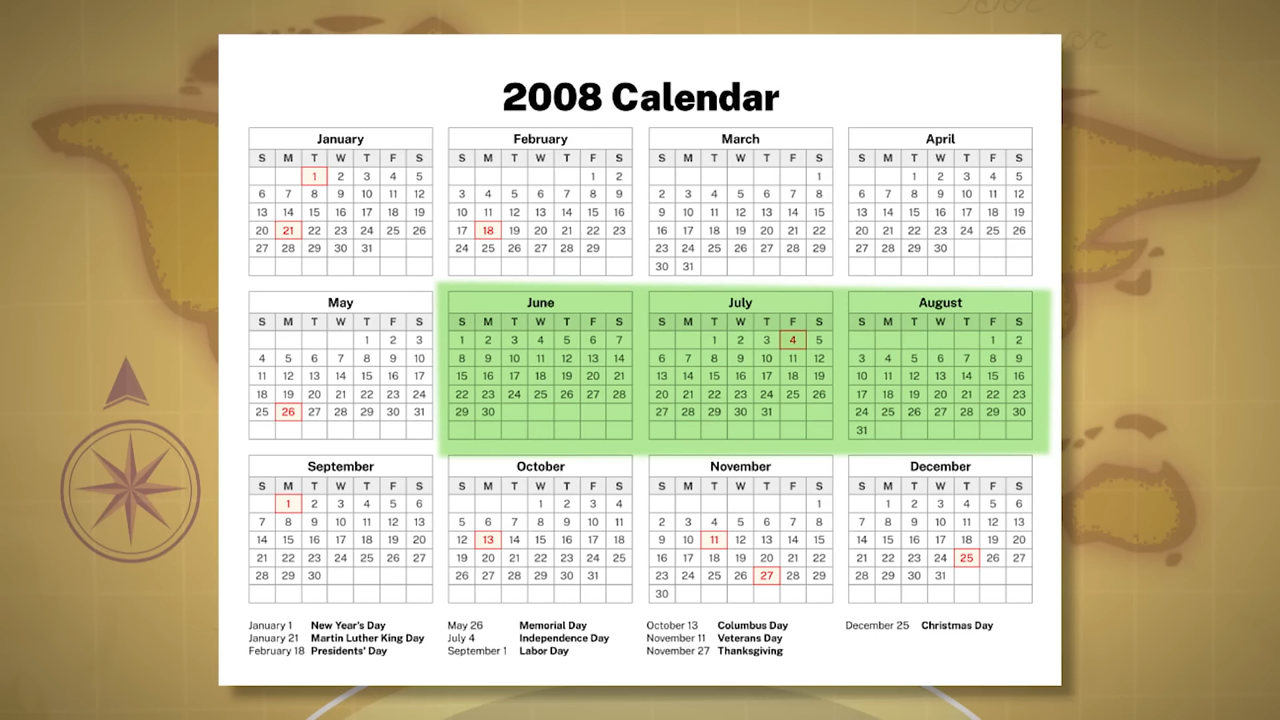 2008 Calendar
January February March April
S M T W T F S S M T W T F S S M T W T F S S M T W T F S
1 2 3 4 5 1 2 1 1 2 3 4 5
6 7 8 9 10 11 12 3 4 5 6 7 8 9 2 3 4 5 6 7 8 6 7 8 9 10 11 12
13 14 15 16 17 18 19 10 11 12 13 14 15 16 9 10 11 12 13 14 15 13 14 15 16 17 18 19
20 21 22 23 24 25 26 17 18 19 20 21 22 23 16 17 18 19 20 21 22 20 21 22 23 24 25 26
27 28 29 30 31 24 25 26 27 28 29 23 24 25 26 27 28 29 27 28 29 30
30 31
May June July August
S M T W T F S S M T W T F S S M T W T F S S M T W T F S
1 2 3 1 2 3 4 5 6 7 1 2 3 4 5 1 2
4 5 6 7 8 9 10 8 9 10 11 12 13 14 6 7 8 9 10 11 12 3 4 5 6 7 8 9
11 12 13 14 15 16 17 15 16 17 18 19 20 21 13 14 15 16 17 18 19 10 11 12 13 14 15 16
18 19 20 21 22 23 24 22 23 24 25 26 27 28 20 21 22 23 24 25 26 17 18 19 20 21 22 23
25 26 27 28 29 30 31 29 30 27 28 29 30 31 24 25 26 27 28 29 30
31
September October November December
S M T W T F S S M T W T F S S M T W T F S S M T W T F S
1 2 3 4 5 6 1 2 3 4 1 1 2 3 4 5 6
7 8 9 10 11 12 13 5 6 7 8 9 10 11 2 3 4 5 6 7 8 7 8 9 10 11 12 13
14 15 16 17 18 19 20 12 13 14 15 16 17 18 9 10 11 12 13 14 15 14 15 16 17 18 19 20
21 22 23 24 25 26 27 19 20 21 22 23 24 25 16 17 18 19 20 21 22 21 22 23 24 25 26 27
28 29 30 26 27 28 29 30 31 23 24 25 26 27 28 29 28 29 30 31
30
January 1 New Year's Day May 26 Memorial Day October 13 Columbus Day December 25 Christmas Day
January 21 Martin Luther King Day July 4 Independence Day November 11 Veterans Day
February 18 Presidents' Day September 1 Labor Day November 27 Thanksgiving